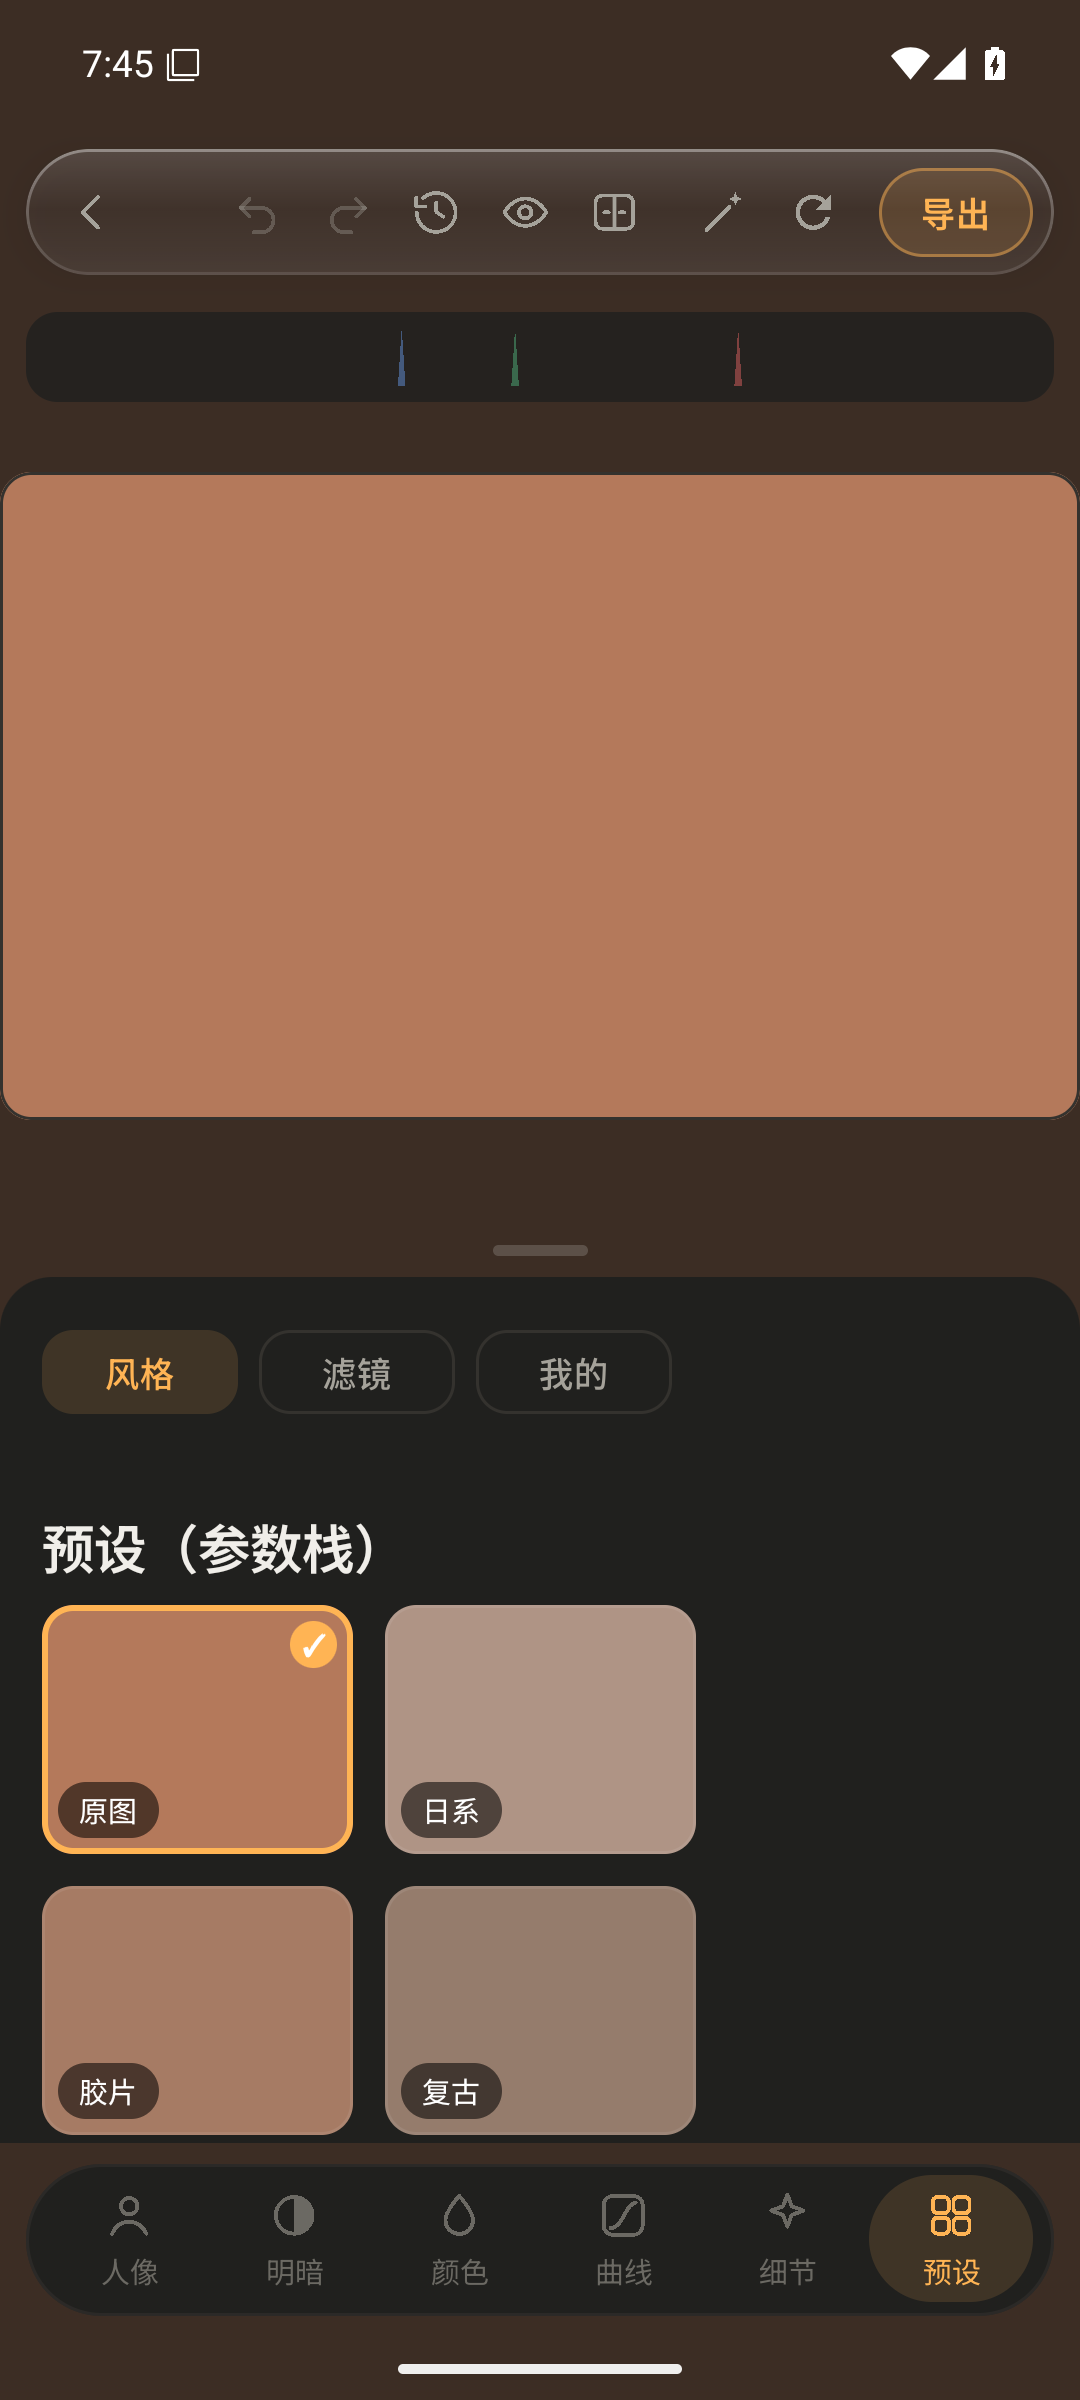 7:45
导出
风格 滤镜 我的
预设（参数栈）
原图 日系
胶片 复古
人像 明暗 颜色 曲线 细节 预设